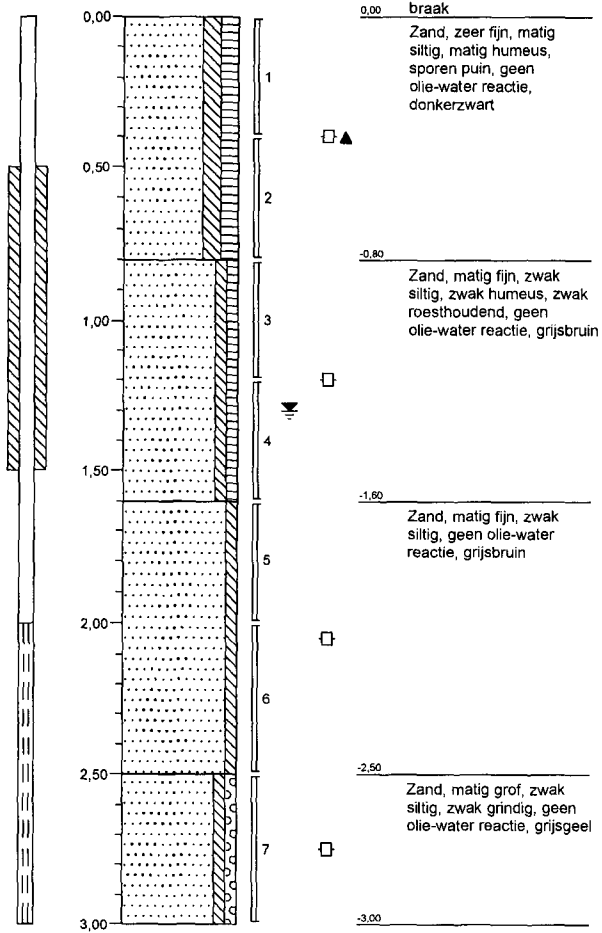 0,00
0,50
1,00
1,50
2,00
2,50
3,00
1
2
3
4
5
6
7
0,00
braak
Zand, zeer fijn, matig
siltig, matig humeus,
sporen puin, geen
olie-water reactie,
donkerzwart
-0,80
Zand, matig fijn, zwak
siltig, zwak humeus, zwak
roesthoudend, geen
olie-water reactie, grijsbruin
-1,60
Zand, matig fijn, zwak
siltig, geen olie-water
reactie, grijsbruin
-2,50
Zand, matig grof, zwak
siltig, zwak grindig, geen
olie-water reactie, grijsgeel
-3,00